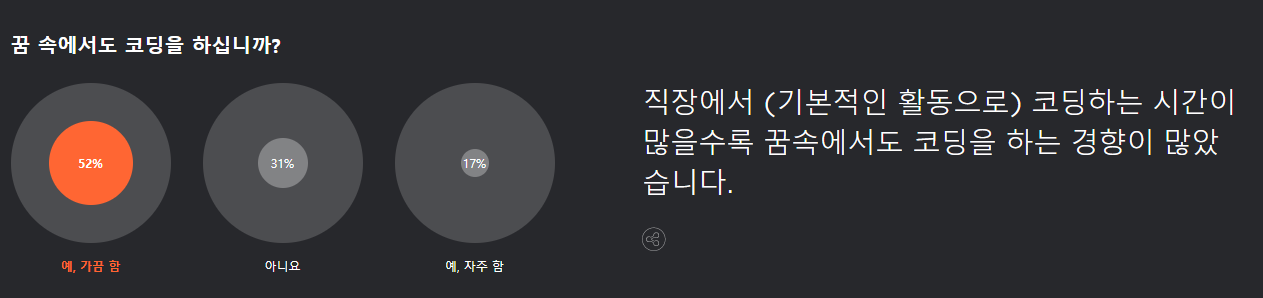 꿈 속에서도 코딩을 하십니까?
52%
31%
17%
예, 가끔 함
아니요
예, 자주 함
직장에서 (기본적인 활동으로) 코딩하는 시간이
많을수록 꿈속에서도 코딩을 하는 경향이 많았
습니다.